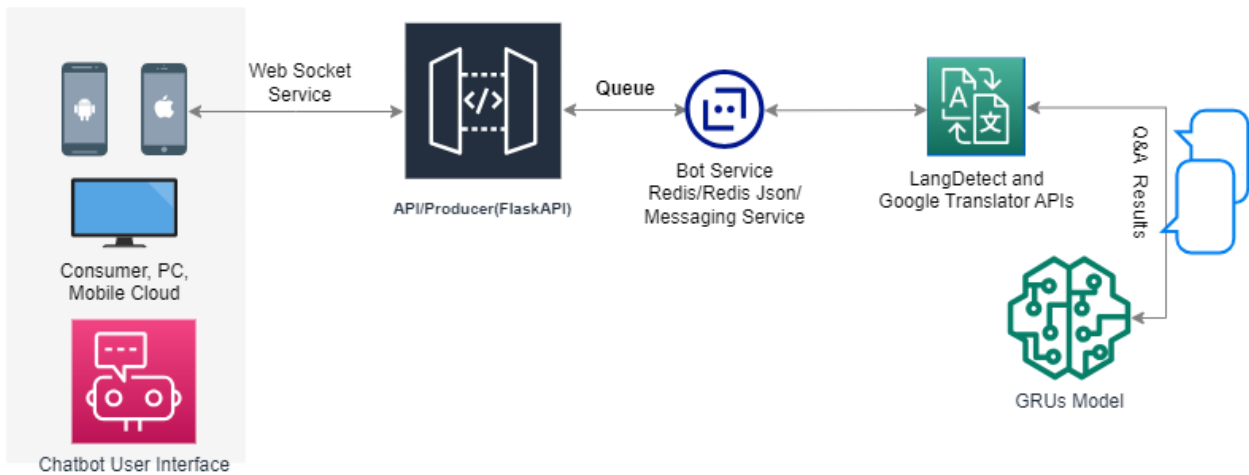 Web Socket
Service
Queue
API/Producer(FlaskAPI)
Bot Service
Redis/Redis Json/
Messaging Service
LangDetect and
Google Translator APIs
Q&A Results
Consumer, PC,
Mobile Cloud
GRUs Model
Chatbot User Interface